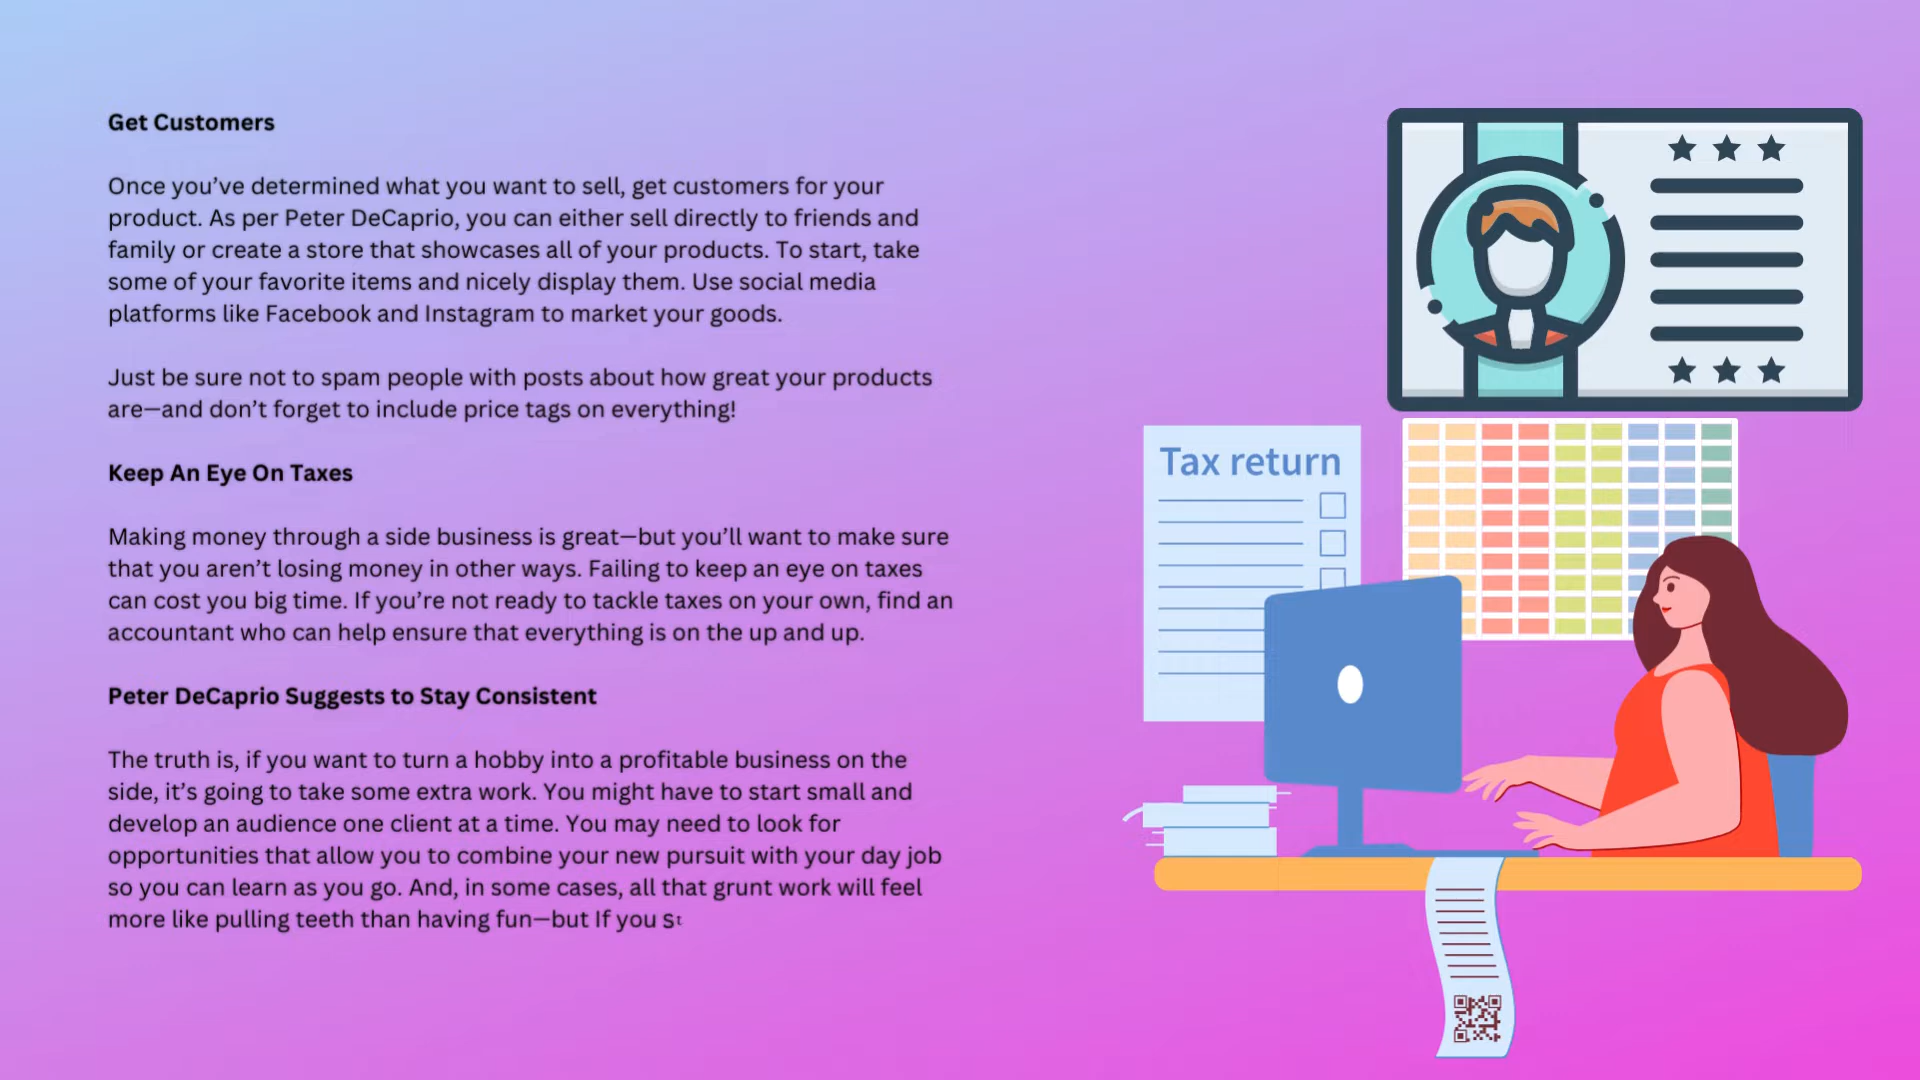 Get Customers
Once you’ve determined what you want to sell, get customers for your
product. As per Peter DeCaprio, you can either sell directly to friends and
family or create a store that showcases all of your products. To start, take
some of your favorite items and nicely display them. Use social media
platforms like Facebook and Instagram to market your goods.
Just be sure not to spam people with posts about how great your products
are—and don’t forget to include price tags on everything!
Keep An Eye On Taxes
Making money through a side business is great—but you’ll want to make sure
that you aren’t losing money in other ways. Failing to keep an eye on taxes
can cost you big time. If you’re not ready to tackle taxes on your own, find an
accountant who can help ensure that everything is on the up and up.
Peter DeCaprio Suggests to Stay Consistent
The truth is, if you want to turn a hobby into a profitable business on the
side, it’s going to take some extra work. You might have to start small and
develop an audience one client at a time. You may need to look for
opportunities that allow you to combine your new pursuit with your day job
so you can learn as you go. And, in some cases, all that grunt work will feel
more like pulling teeth than having fun—but If you st
Tax return